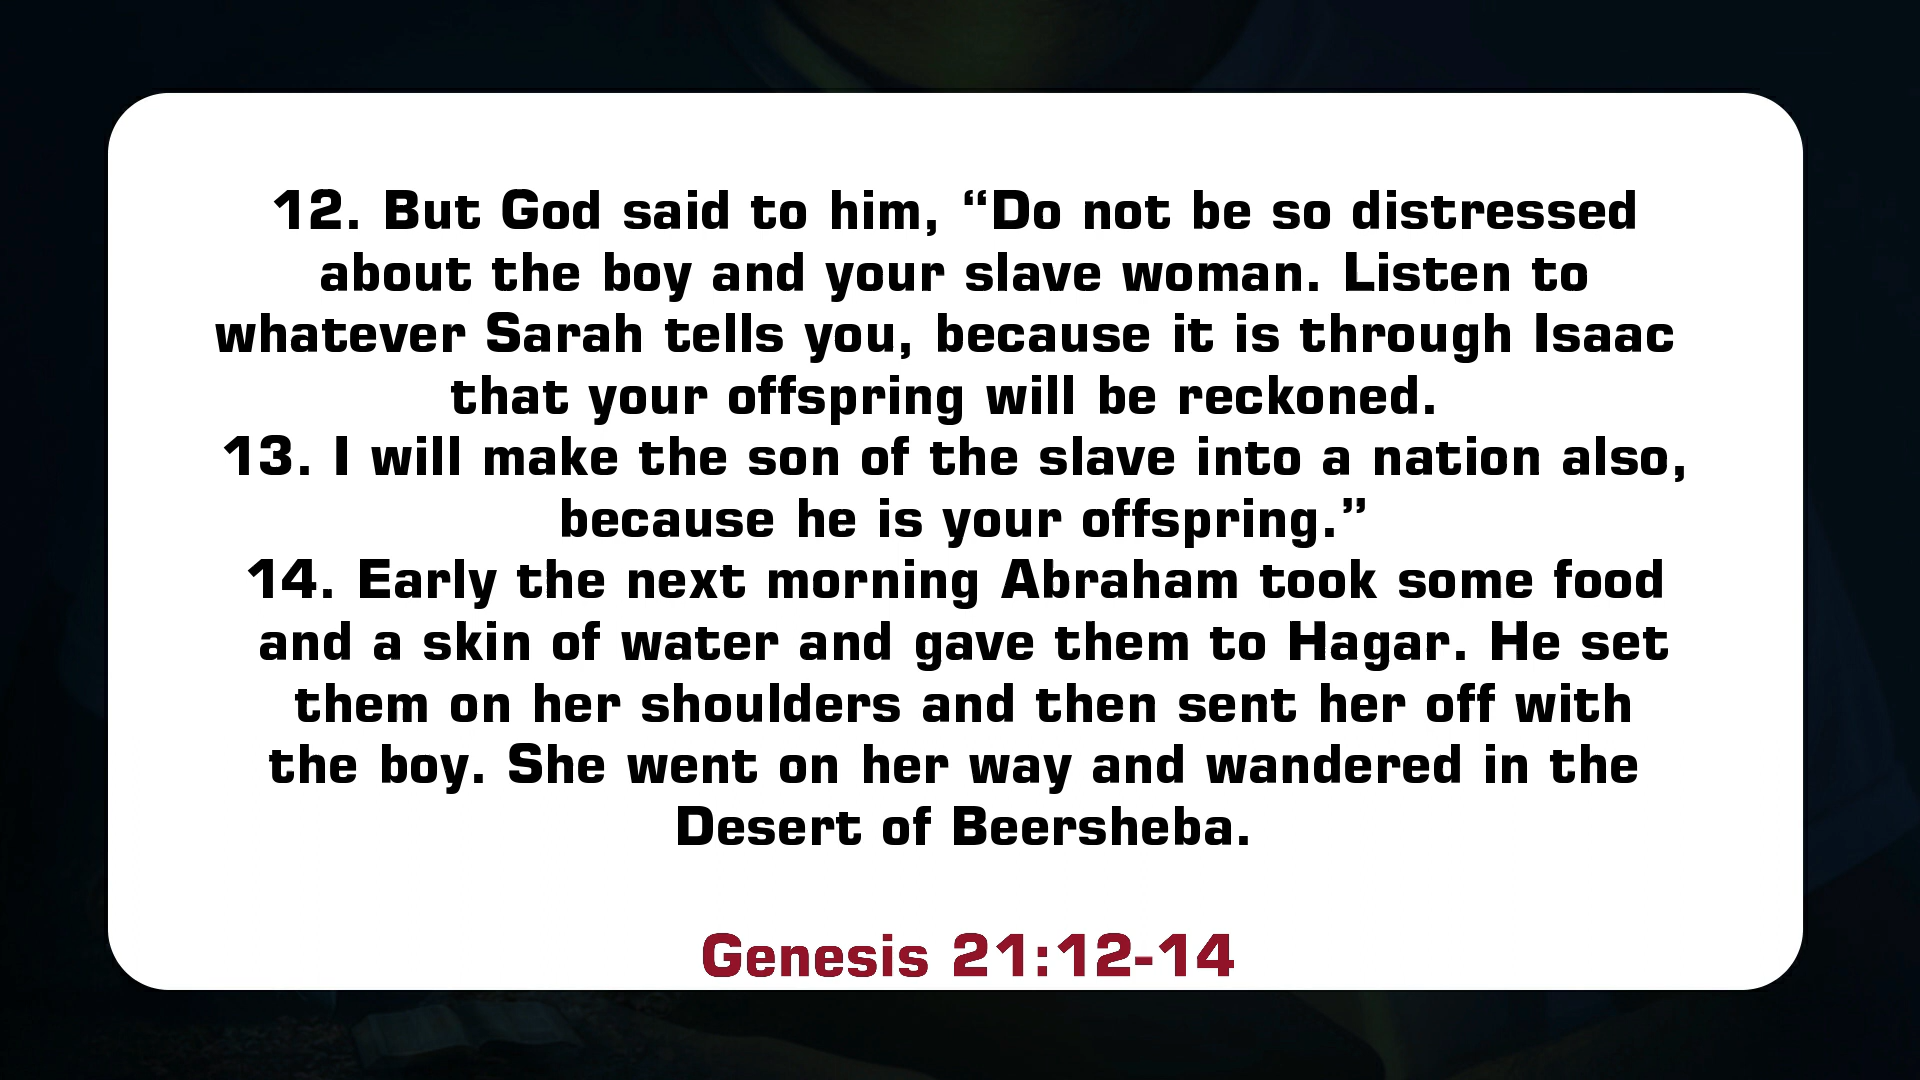 12. But God said to him, “Do not be so distressed
about the boy and your slave woman. Listen to
whatever Sarah tells you, because it is through Isaac
that your offspring will be reckoned.
13. I will make the son of the slave into a nation also,
because he is your offspring.”
14. Early the next morning Abraham took some food
and a skin of water and gave them to Hagar. He set
them on her shoulders and then sent her off with
the boy. She went on her way and wandered in the
Desert of Beersheba.
Genesis 21:12-14